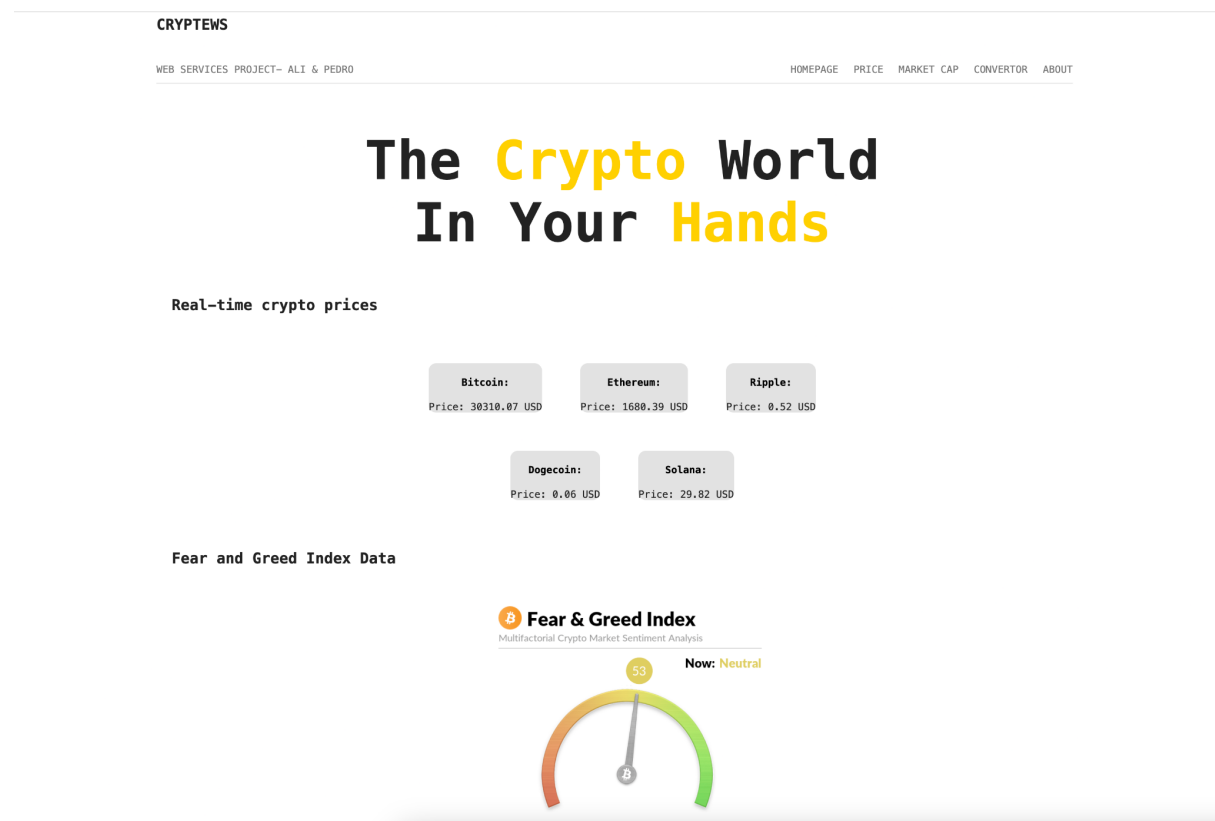 CRYPTEWS
WEB SERVICES PROJECT– ALI & PEDRO
HOMEPAGE PRICE MARKET CAP CONVERTOR ABOUT
The Crypto World
In Your Hands
Real–time crypto prices
Bitcoin:
Price: 30310.07 USD
Ethereum:
Price: 1680.39 USD
Ripple:
Price: 0.52 USD
Dogecoin:
Price: 0.06 USD
Solana:
Price: 29.82 USD
Fear and Greed Index Data
Fear & Greed Index
Multifactorial Crypto Market Sentiment Analysis
Now: Neutral
53